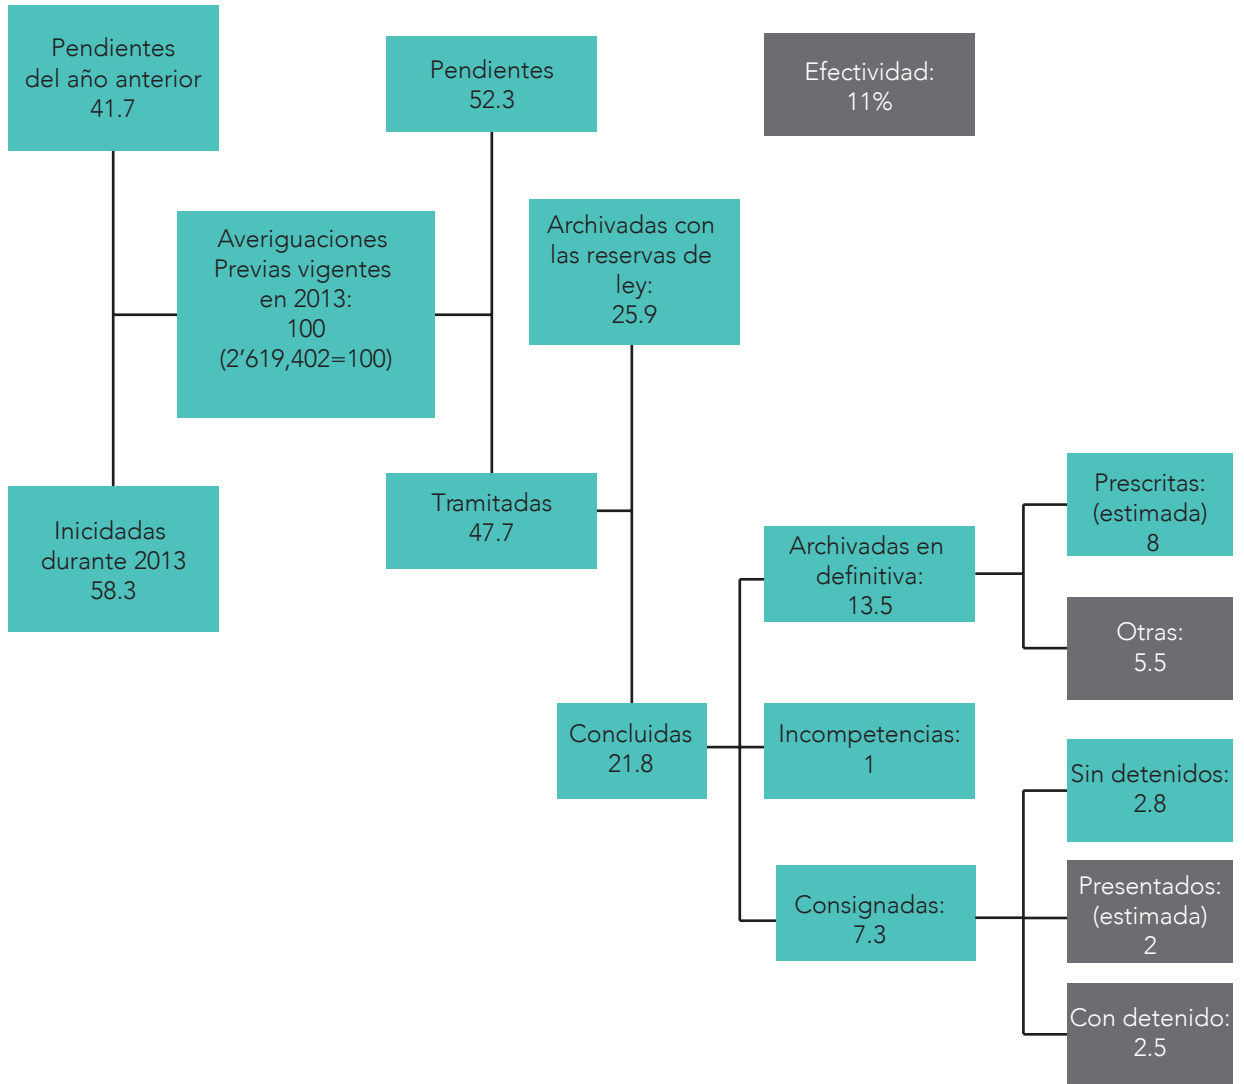 Pendientes
del año anterior
41.7
Pendientes
52.3
Efectividad:
11%
Averiguaciones
Previas vigentes
en 2013:
100
(2’619,402=100)
Archivadas con
las reservas de
ley:
25.9
Inicidadas
durante 2013
58.3
Tramitadas
47.7
Archivadas en
definitiva:
13.5
Prescritas:
(estimada)
8
Otras:
5.5
Concluidas
21.8
Incompetencias:
1
Sin detenidos:
2.8
Consignadas:
7.3
Presentados:
(estimada)
2
Con detenido:
2.5